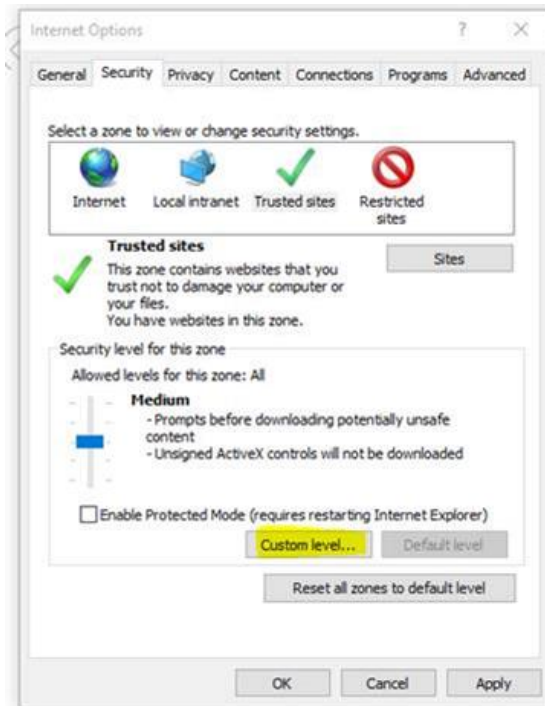 Internet Options
General Security Privacy Content Connections Programs Advanced
Select a zone to view or change security settings.
Internet Local intranet Trusted sites Restricted
sites
Trusted sites
Sites
This zone contains websites that you
trust not to damage your computer or
your files.
You have websites in this zone.
Security level for this zone
Allowed levels for this zone: All
Medium
- Prompts before downloading potentially unsafe
content
- Unsigned ActiveX controls will not be downloaded
Enable Protected Mode (requires restarting Internet Explorer)
Custom level... Default level
Reset all zones to default level
OK Cancel Apply